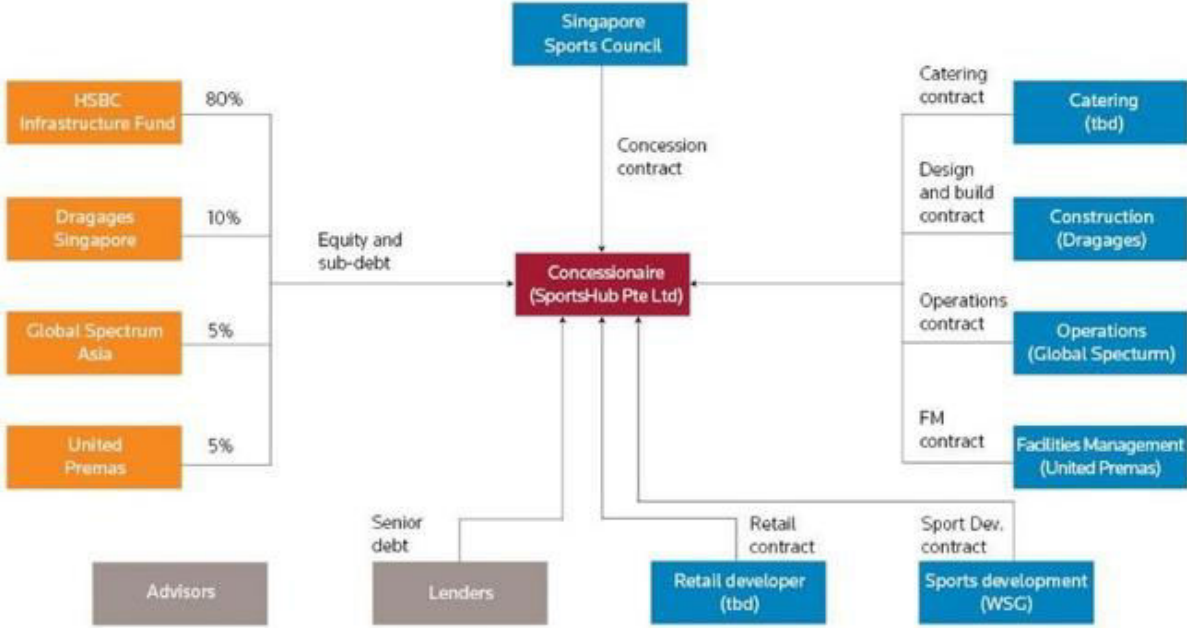 Singapore
Sports Council
HSBC
Infrastructure Fund
80%
Dragages
Singapore
10%
Global Spectrum
Asia
5%
United
Premas
5%
Equity and
sub-debt
Concession
contract
Concessionaire
(SportsHub Pte Ltd)
Catering
contract
Catering
(tbd)
Design
and build
contract
Construction
(Dragages)
Operations
contract
Operations
(Global Specturm)
FM
contract
Facilities Management
(United Premas)
Advisors
Senior
debt
Lenders
Retail
contract
Retail developer
(tbd)
Sport Dev.
contract
Sports development
(WSG)